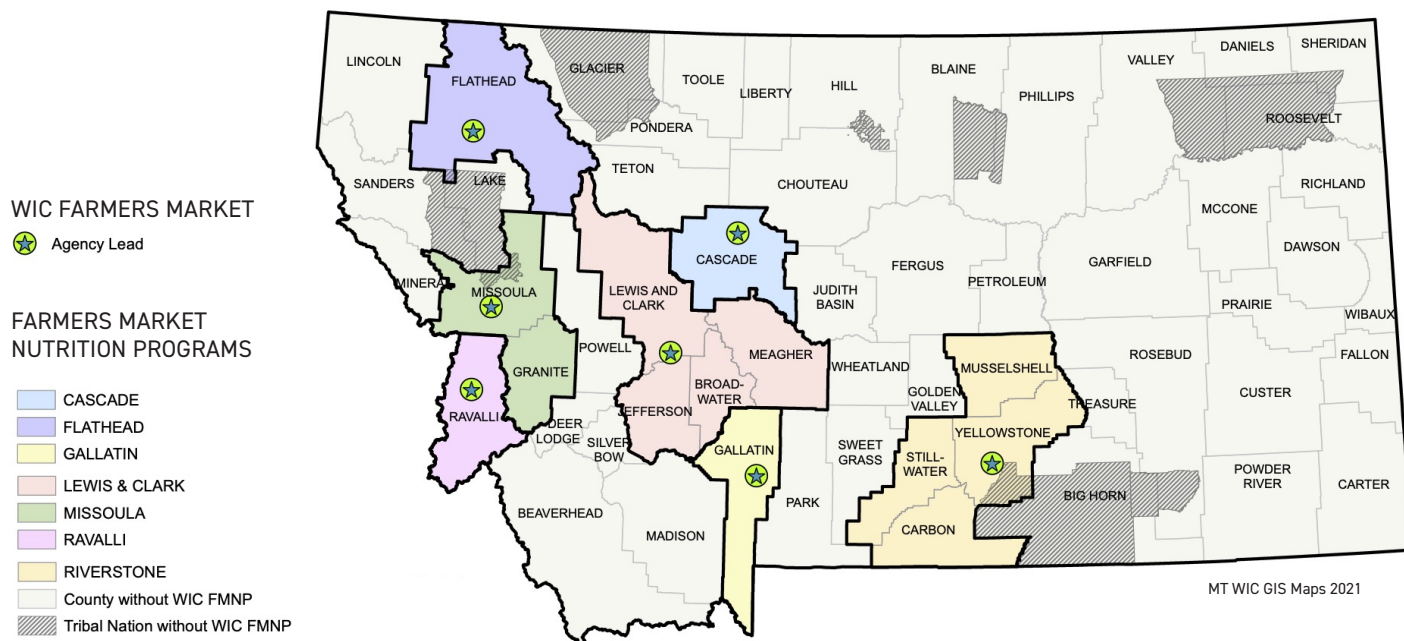 WIC FARMERS MARKET
Agency Lead
FARMERS MARKET
NUTRITION PROGRAMS
CASCADE
FLATHEAD
GALLATIN
LEWIS & CLARK
MISSOULA
RAVALLI
RIVERSTONE
County without WIC FMNP
Tribal Nation without WIC FMNP
LINCOLN
FLATHEAD
GLACIER
TOOLE
LIBERTY
HILL
BLAINE
PHILLIPS
VALLEY
DANIELS
SHERIDAN
PONDERA
ROOSEVELT
SANDERS
LAKE
TETON
CHOUTEAU
RICHLAND
MCCONE
DAWSON
CASCADE
FERGUS
GARFIELD
PETROLEUM
MINERA
MISSOULA
LEWIS AND
CLARK
JUDITH
BASIN
PRAIRIE
WIBAUX
POWELL
MEAGHER
WHEATLAND
MUSSELSHELL
ROSEBUD
FALLON
GRANITE
BROAD-
WATER
GOLDEN
VALLEY
TREASURE
CUSTER
RAVALLI
JEFFERSON
DEER
LODGE
SILVER
BOW
GALLATIN
SWEET
GRASS
STILL-
WATER
YELLOWSTONE
POWDER
RIVER
CARTER
BEAVERHEAD
MADISON
PARK
CARBON
BIG HORN
MT WIC GIS Maps 2021